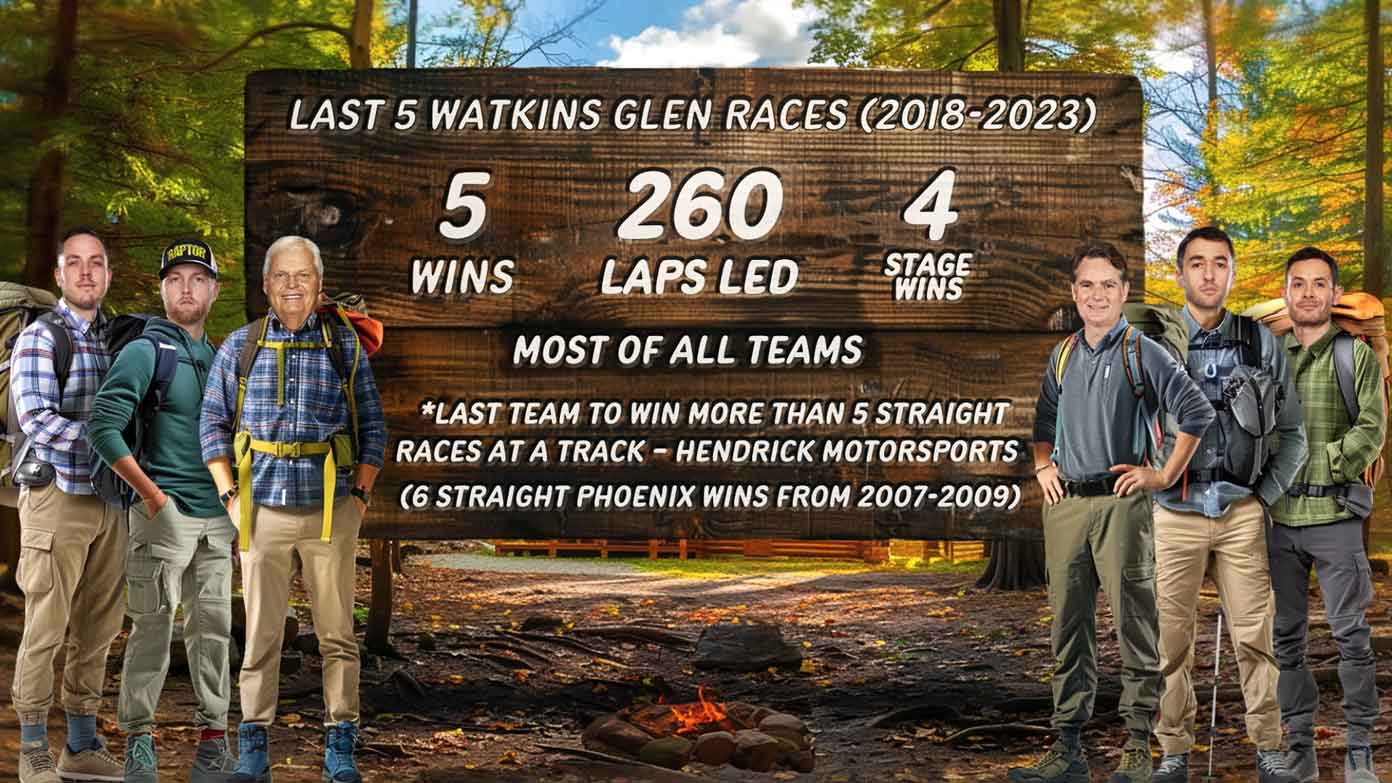 LAST 5 WATKINS GLEN RACES (2018-2023)
5
WINS
260
LAPS LED
4
STAGE
WINS
MOST OF ALL TEAMS
*LAST TEAM TO WIN MORE THAN 5 STRAIGHT
RACES AT A TRACK - HENDRICK MOTORSPORTS
(6 STRAIGHT PHOENIX WINS FROM 2007-2009)
RAPTOR